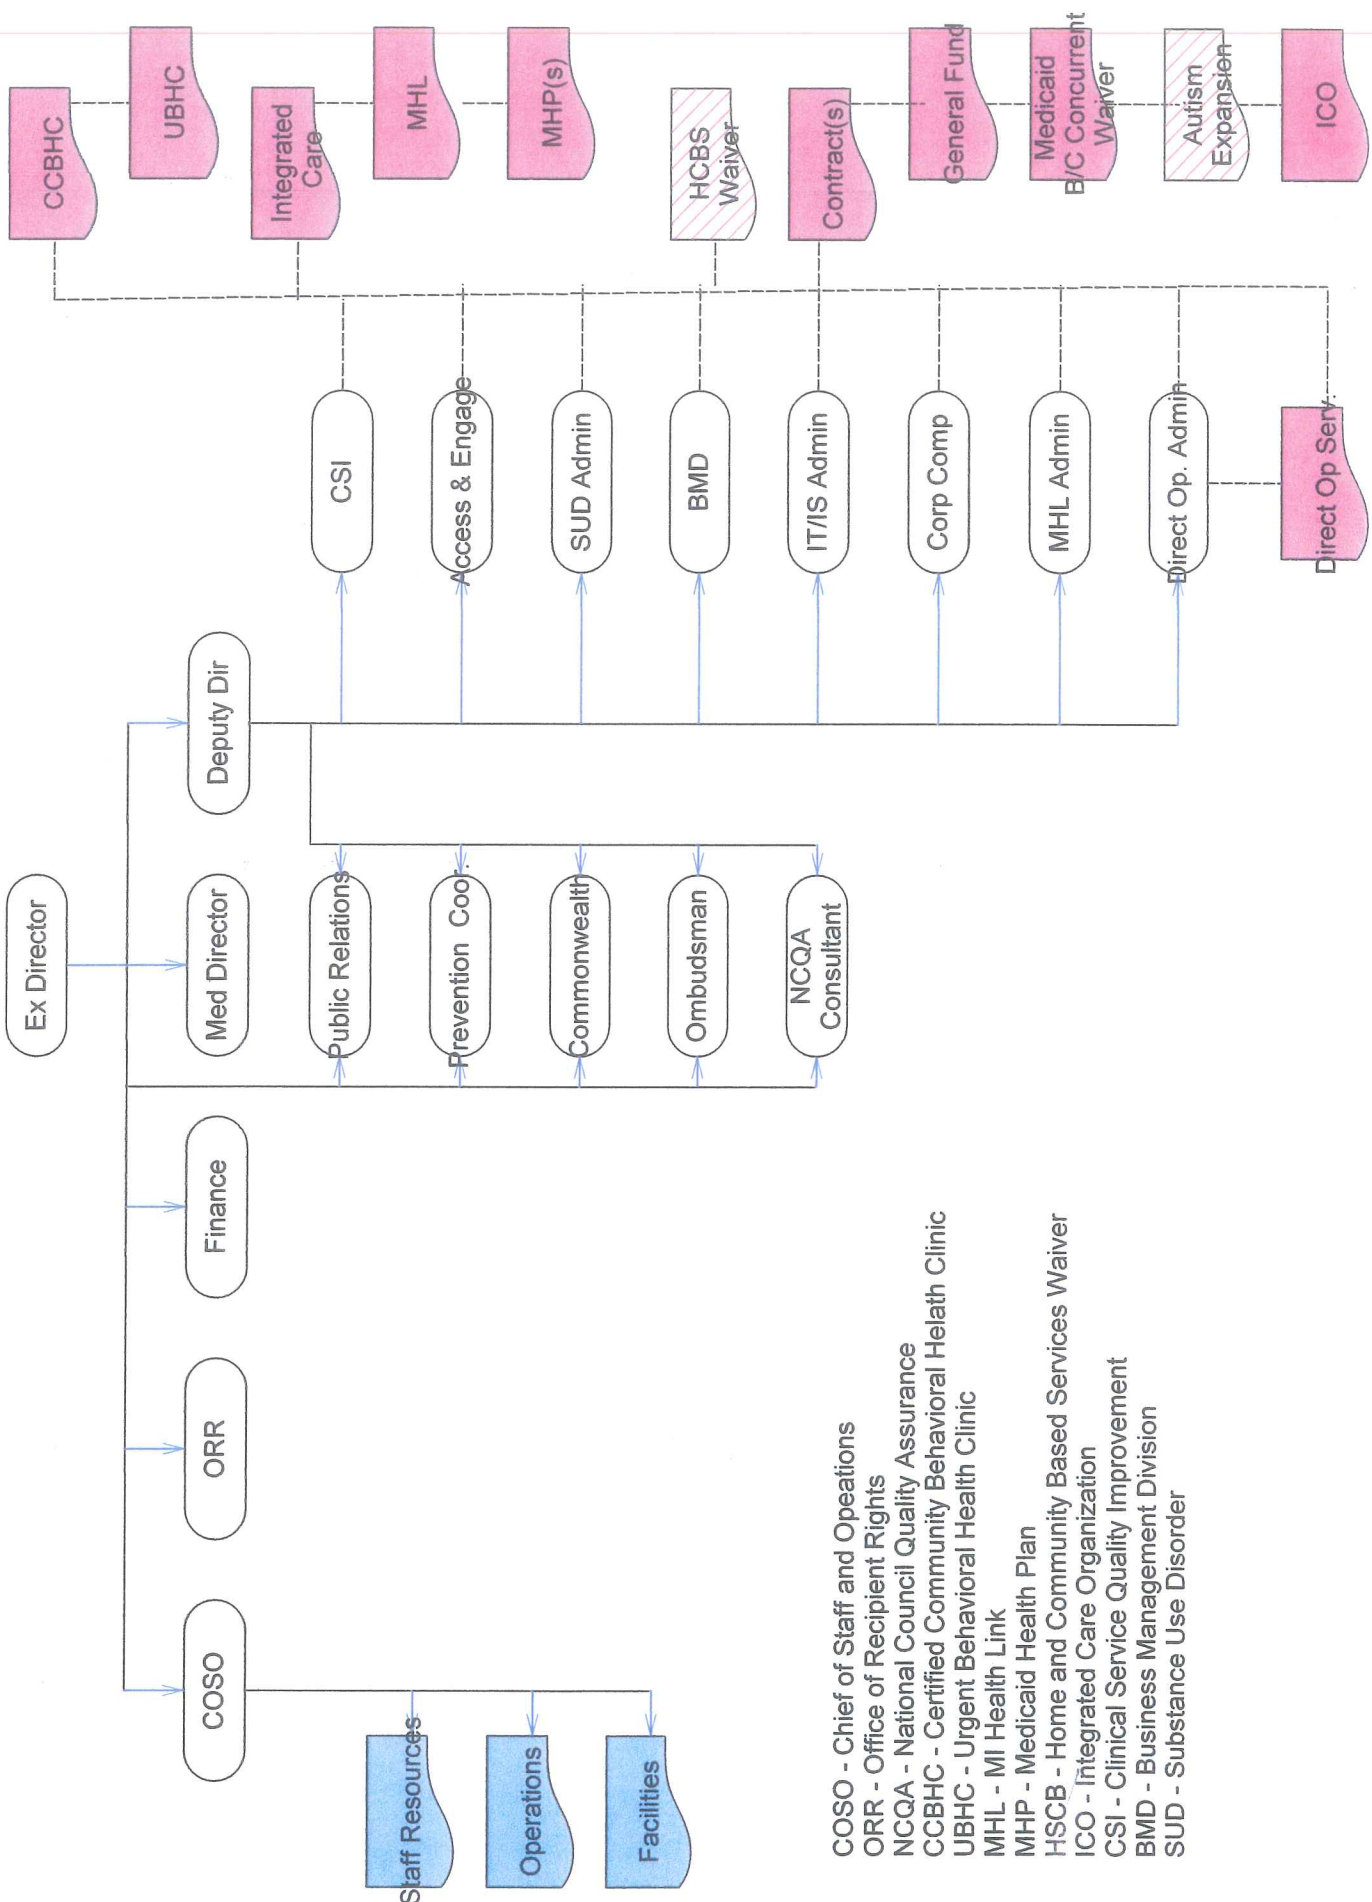 Ex Director
COSO
ORR
Finance
Med Director
Deputy Dir
Staff Resources
Operations
Facilities
Public Relations
Prevention Coor.
Commonwealth
Ombudsman
NCQA
Consultant
CSI
Access & Engage
SUD Admin
BMD
IT/IS Admin
Corp Comp
MHL Admin
Direct Op. Admin
Direct Op Serv.
CCBHC
UBHC
Integrated
Care
MHL
MHP(s)
HCBS
Waiver
Contract(s)
General Fund
Medicaid
B/C Concurrent
Waiver
Autism
Expansion
ICO
COSO - Chief of Staff and Opeations
ORR - Office of Recipient Rights
NCQA - National Council Quality Assurance
CCBHC - Certified Community Behavioral Helath Clinic
UBHC - Urgent Behavioral Health Clinic
MHL - MI Health Link
MHP - Medicaid Health Plan
HSCB - Home and Community Based Services Waiver
ICO - Integrated Care Organization
CSI - Clinical Service Quality Improvement
BMD - Business Management Division
SUD - Substance Use Disorder